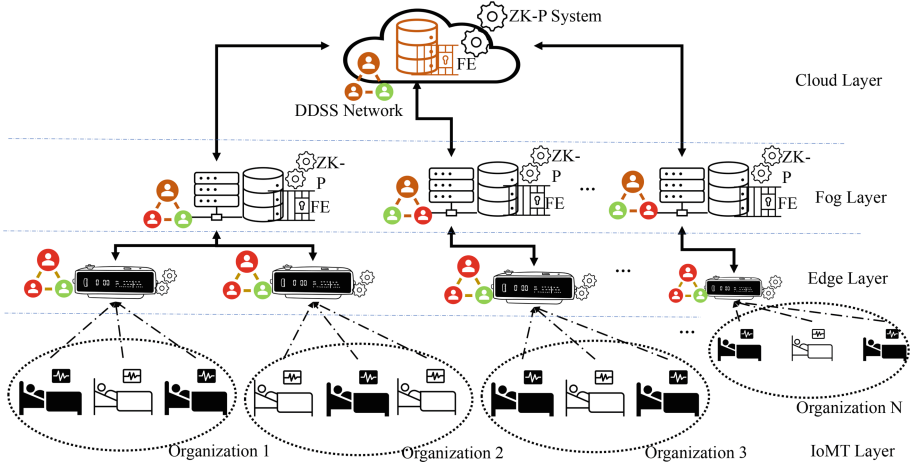 ZK-P System
FE
DDSS Network
Cloud Layer
ZK-
P
FE
ZK-
P
FE
...
ZK-
P
FE
Fog Layer
...
Edge Layer
...
Organization 1
Organization 2
Organization 3
Organization N
IoMT Layer